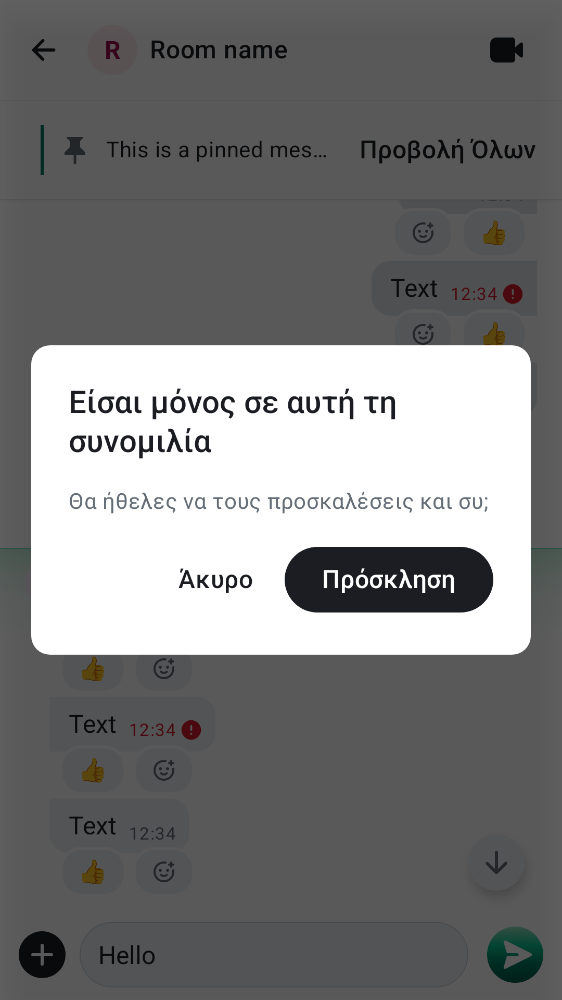 R Room name
This is a pinned mes... Προβολή Όλων
Text 12:34
Είσαι μόνος σε αυτή τη
συνομιλία
Θα ήθελες να τους προσκαλέσεις και συ;
Άκυρο Πρόσκληση
Text 12:34
Text 12:34
Hello